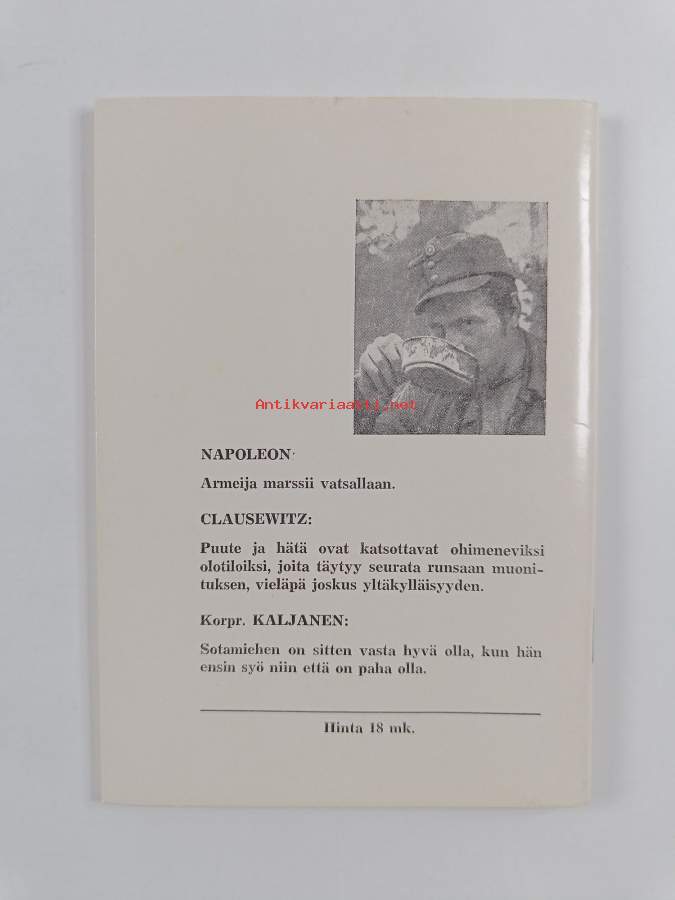 Antikvariaatti.net
NAPOLEON
Armeija marssii vatsallaan.
CLAUSEWITZ:
Puute ja hätä ovat katsottavat ohimeneviksi
olotiloiksi, joita täytyy seurata runsaan muoni-
tuksen, vieläpä joskus yltäkylläisyyden.
Korpr. KALJANEN:
Sotamiehen on sitten vasta hyvä olla, kun hän
ensin syö niin että on paha olla.
Hinta 18 mk.